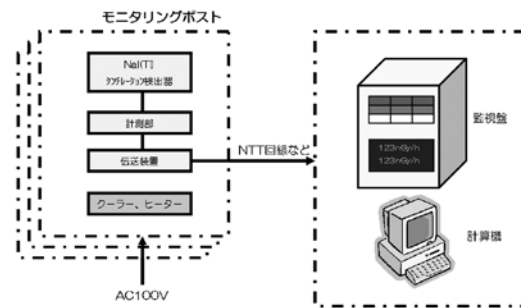 モニタリングポスト
NaI(Tl)
シンチレーション検出器
計測部
伝送装置
クーラー、ヒーター
AC100V
NTT回線など
監視盤
123nGy/h
123nGy/h
計算機